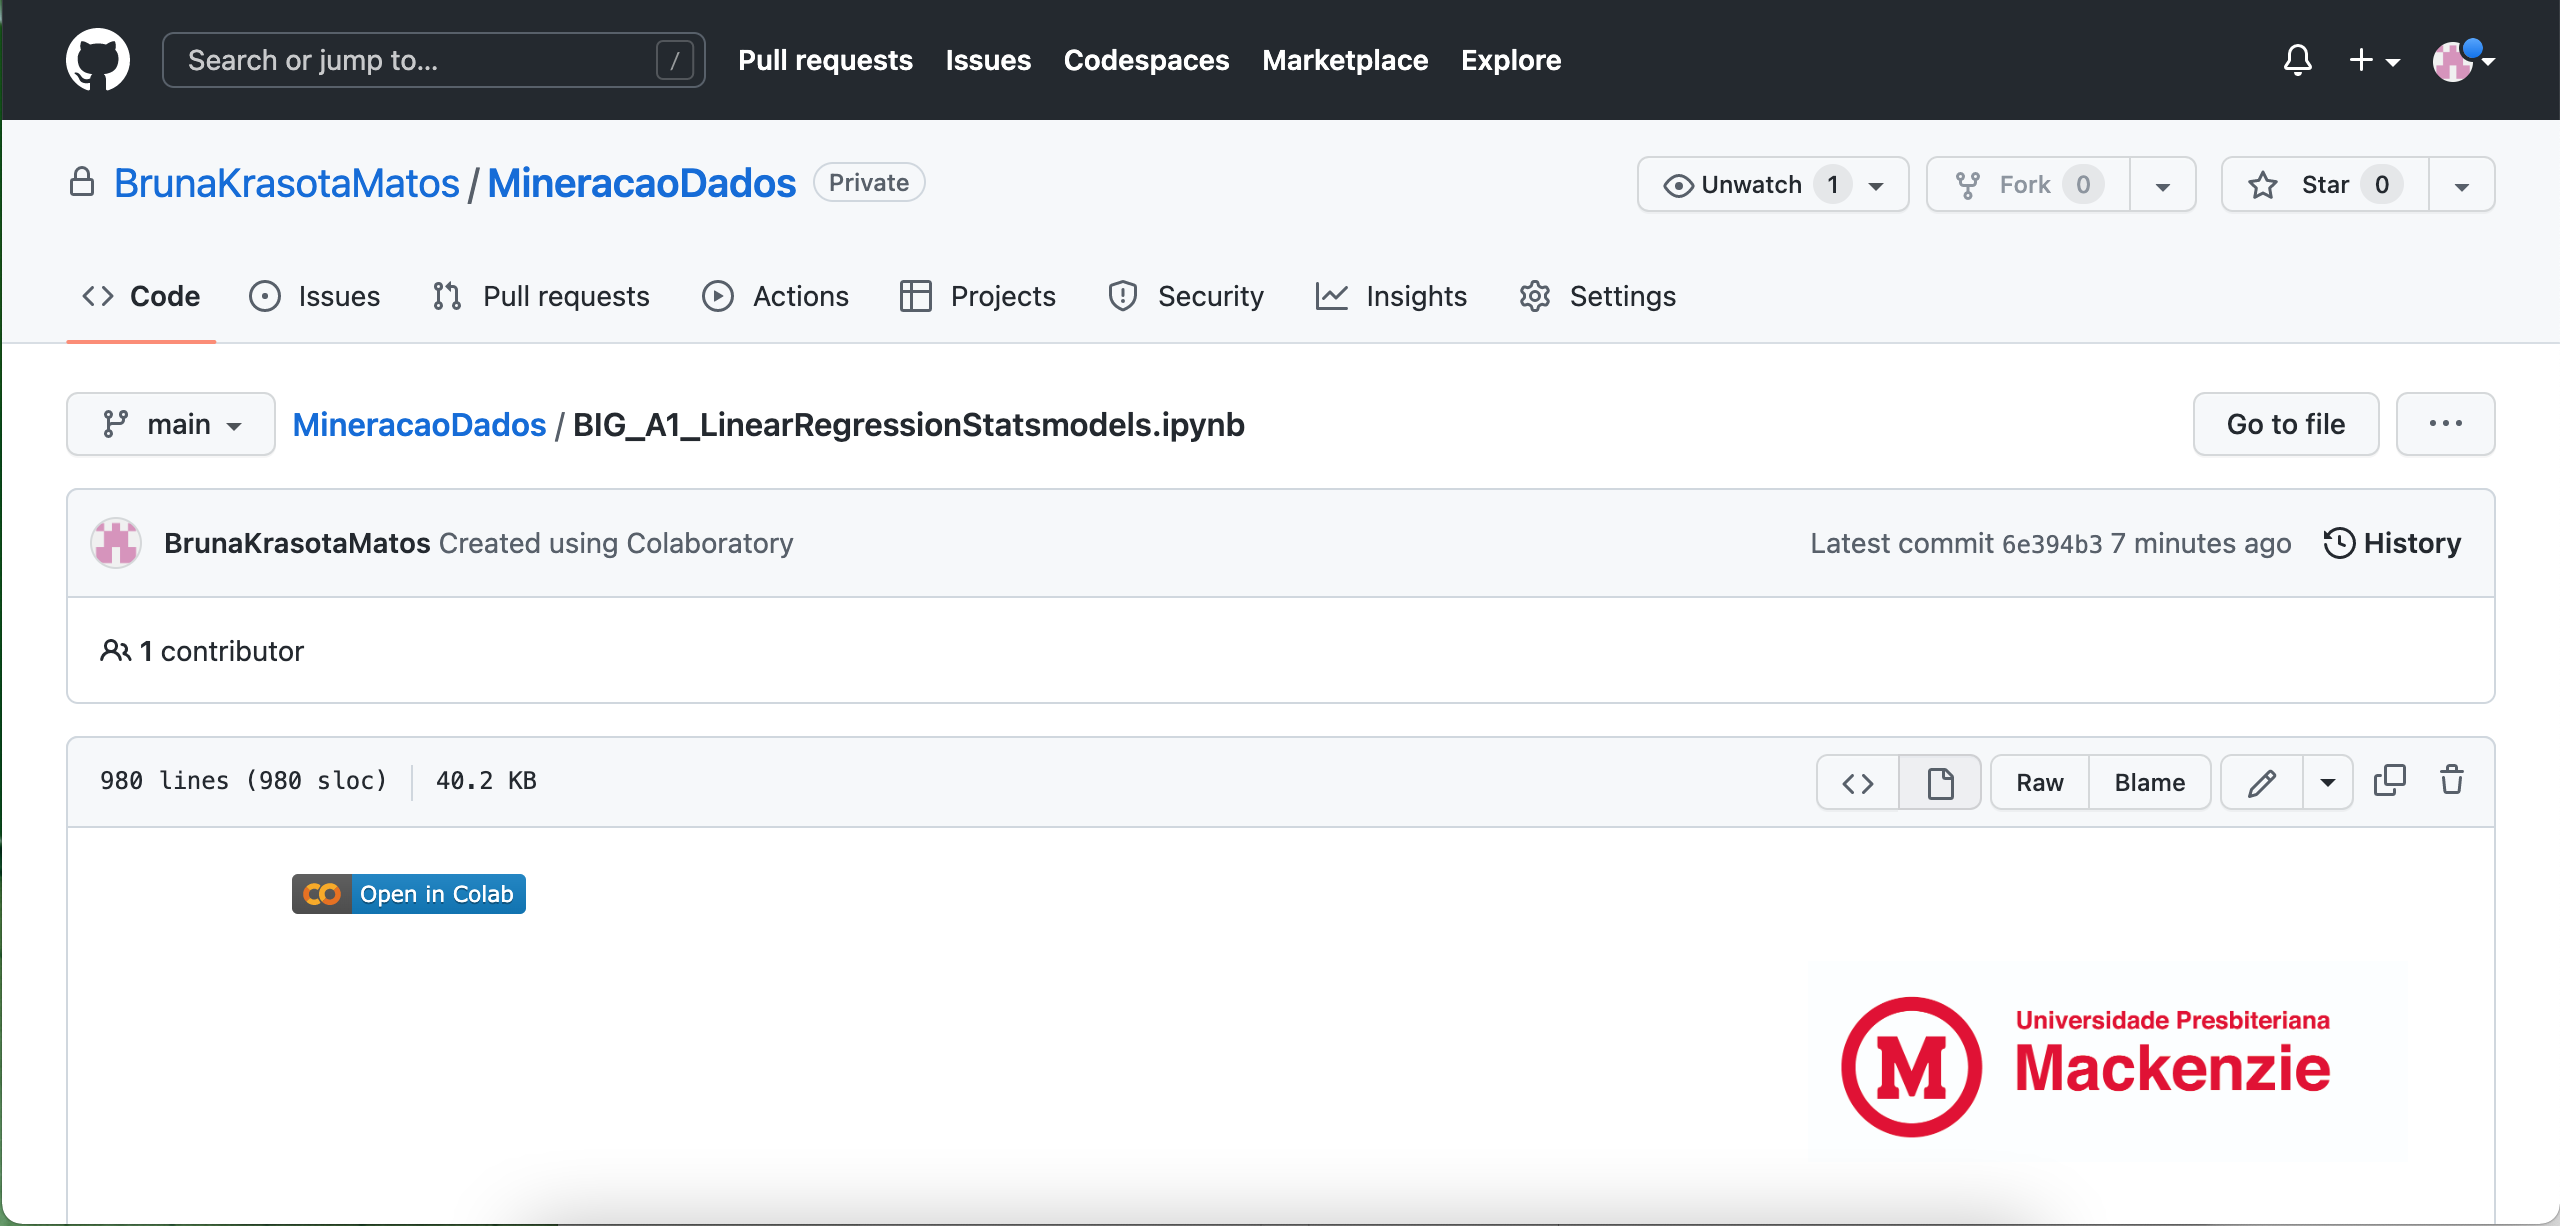 Search or jump to... /
Pull requests Issues Codespaces Marketplace Explore
BrunaKrasotaMatos / MineracaoDados Private
Unwatch 1 Fork 0 Star 0
Code Issues Pull requests Actions Projects Security Insights Settings
main MineracaoDados / BIG_A1_LinearRegressionStatsmodels.ipynb Go to file ...
BrunaKrasotaMatos Created using Colaboratory Latest commit 6e394b3 7 minutes ago History
1 contributor
980 lines (980 sloc) 40.2 KB Raw Blame
Open in Colab
M
Universidade Presbiteriana
Mackenzie